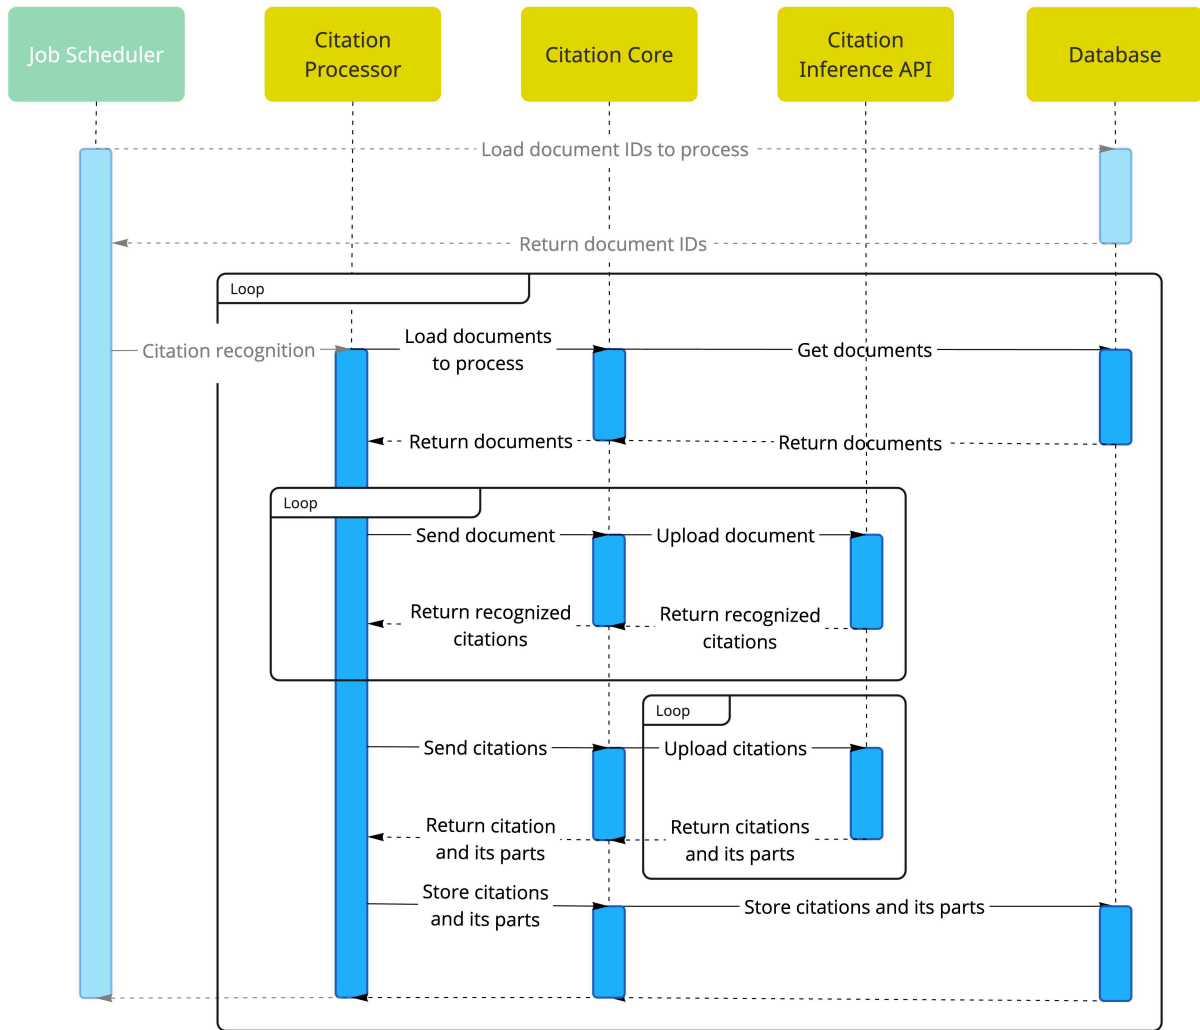 Job Scheduler
Citation
Processor
Citation Core
Citation
Inference API
Database
Load document IDs to process
Return document IDs
Loop
Citation recognition
Load documents
to process
Get documents
Return documents
Return documents
Loop
Send document
Upload document
Return recognized
citations
Return recognized
citations
Loop
Send citations
Upload citations
Return citation
and its parts
Return citations
and its parts
Store citations
and its parts
Store citations and its parts